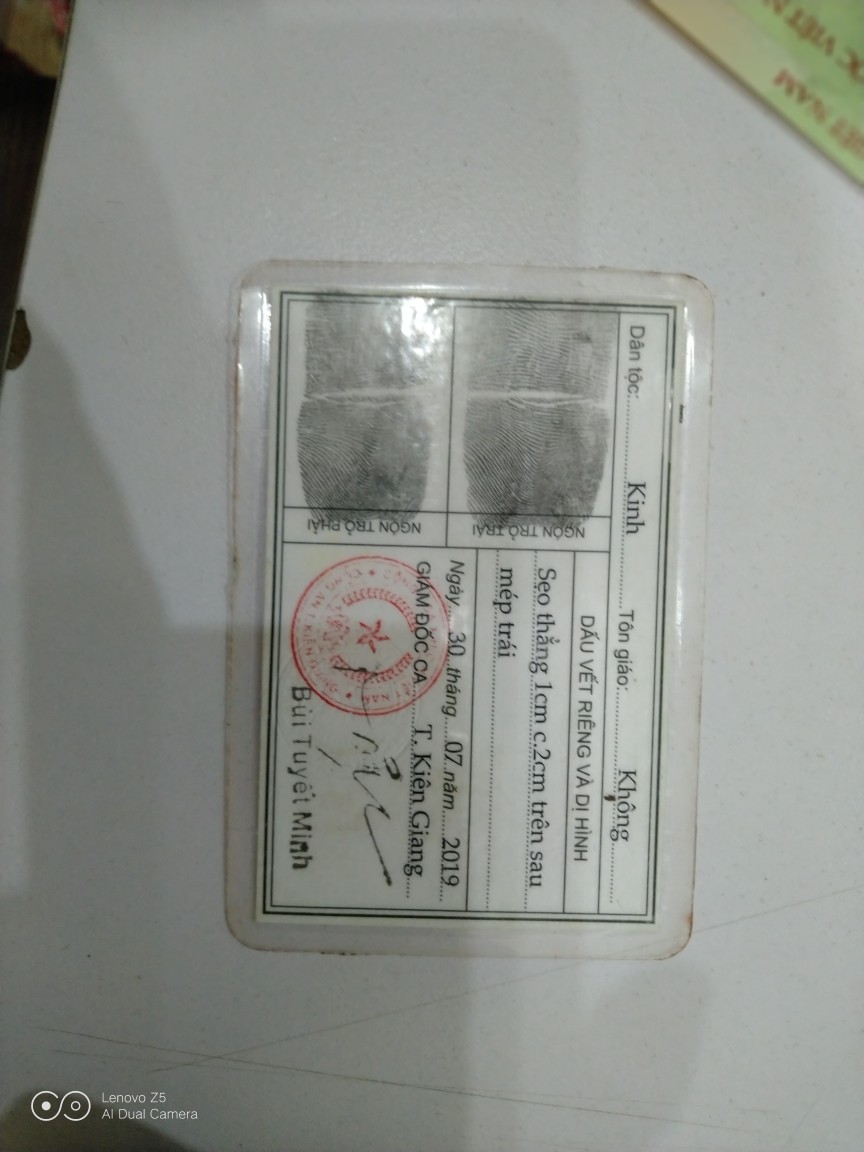 Dân tộc: Kinh Tôn giáo: Không
DẤU VẾT RIÊNG VÀ DỊ HÌNH
Sẹo thẳng 1cm c.2cm trên sau
mép trái
NGÓN TRỎ TRÁI
NGÓN TRỎ PHẢI
Ngày 30 tháng 07 năm 2019
GIÁM ĐỐC CA T. Kiên Giang
Bùi Tuyết Minh
VIỆT NAM
Lenovo Z5
AI Dual Camera